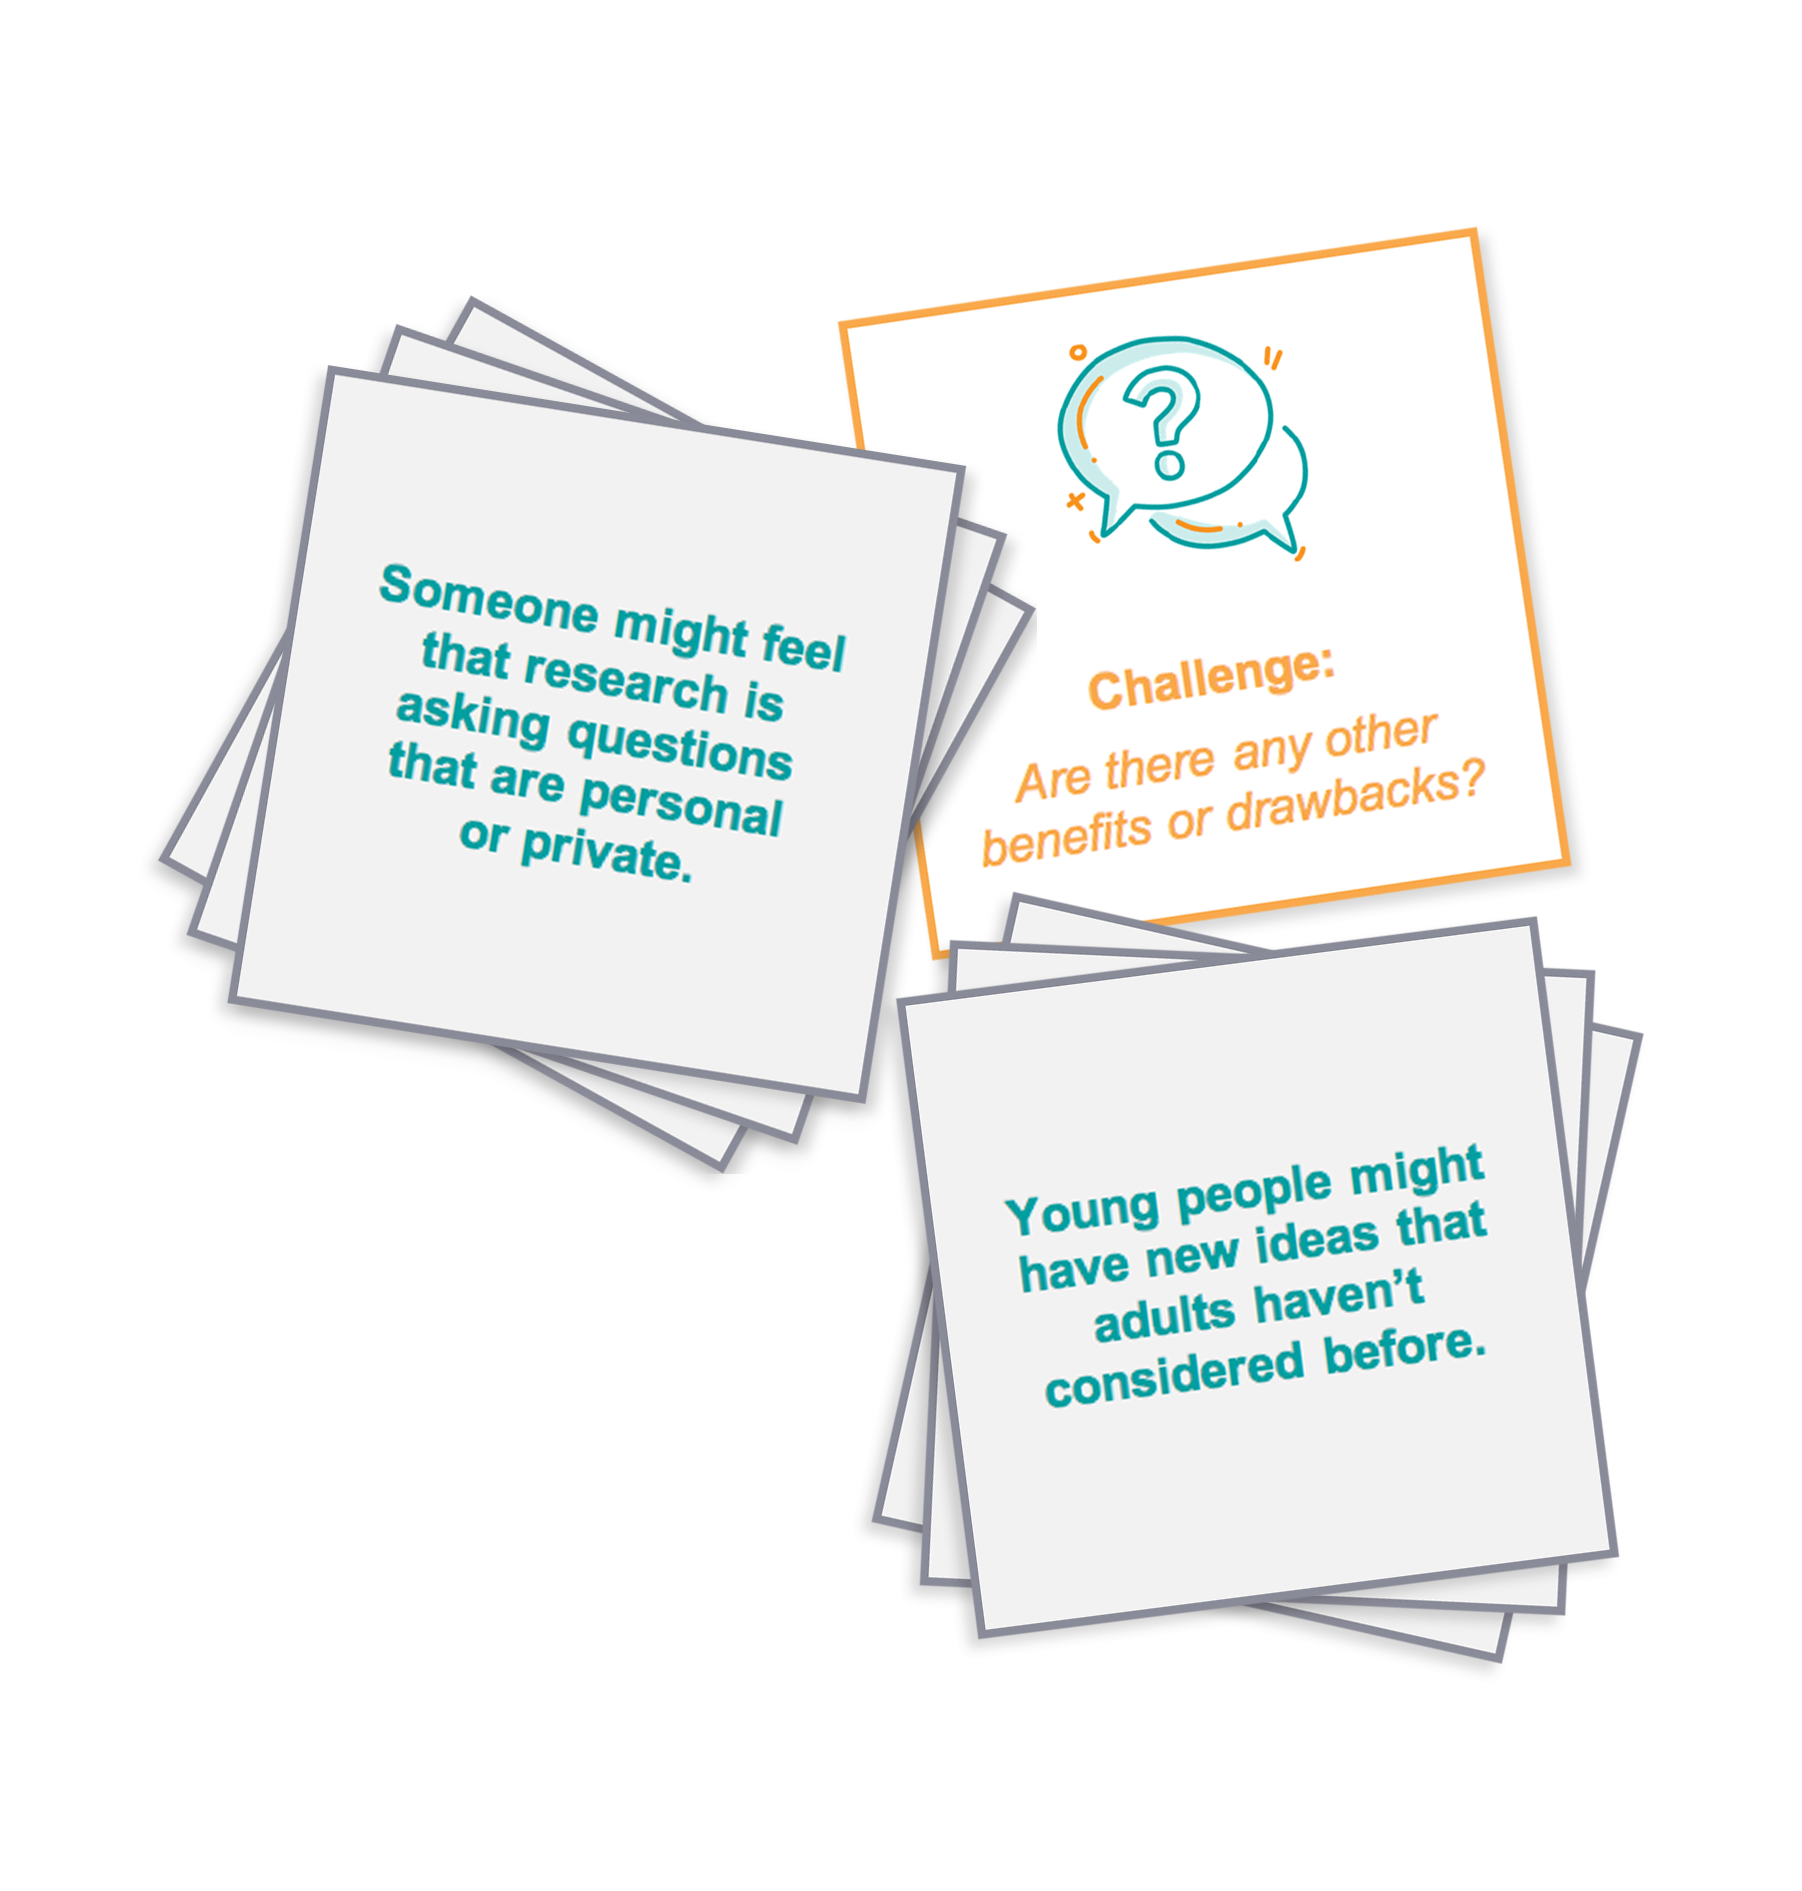 Someone might feel
that research is
asking questions
that are personal
or private.
?
Challenge:
Are there any other
benefits or drawbacks?
Young people might
have new ideas that
adults haven’t
considered before.